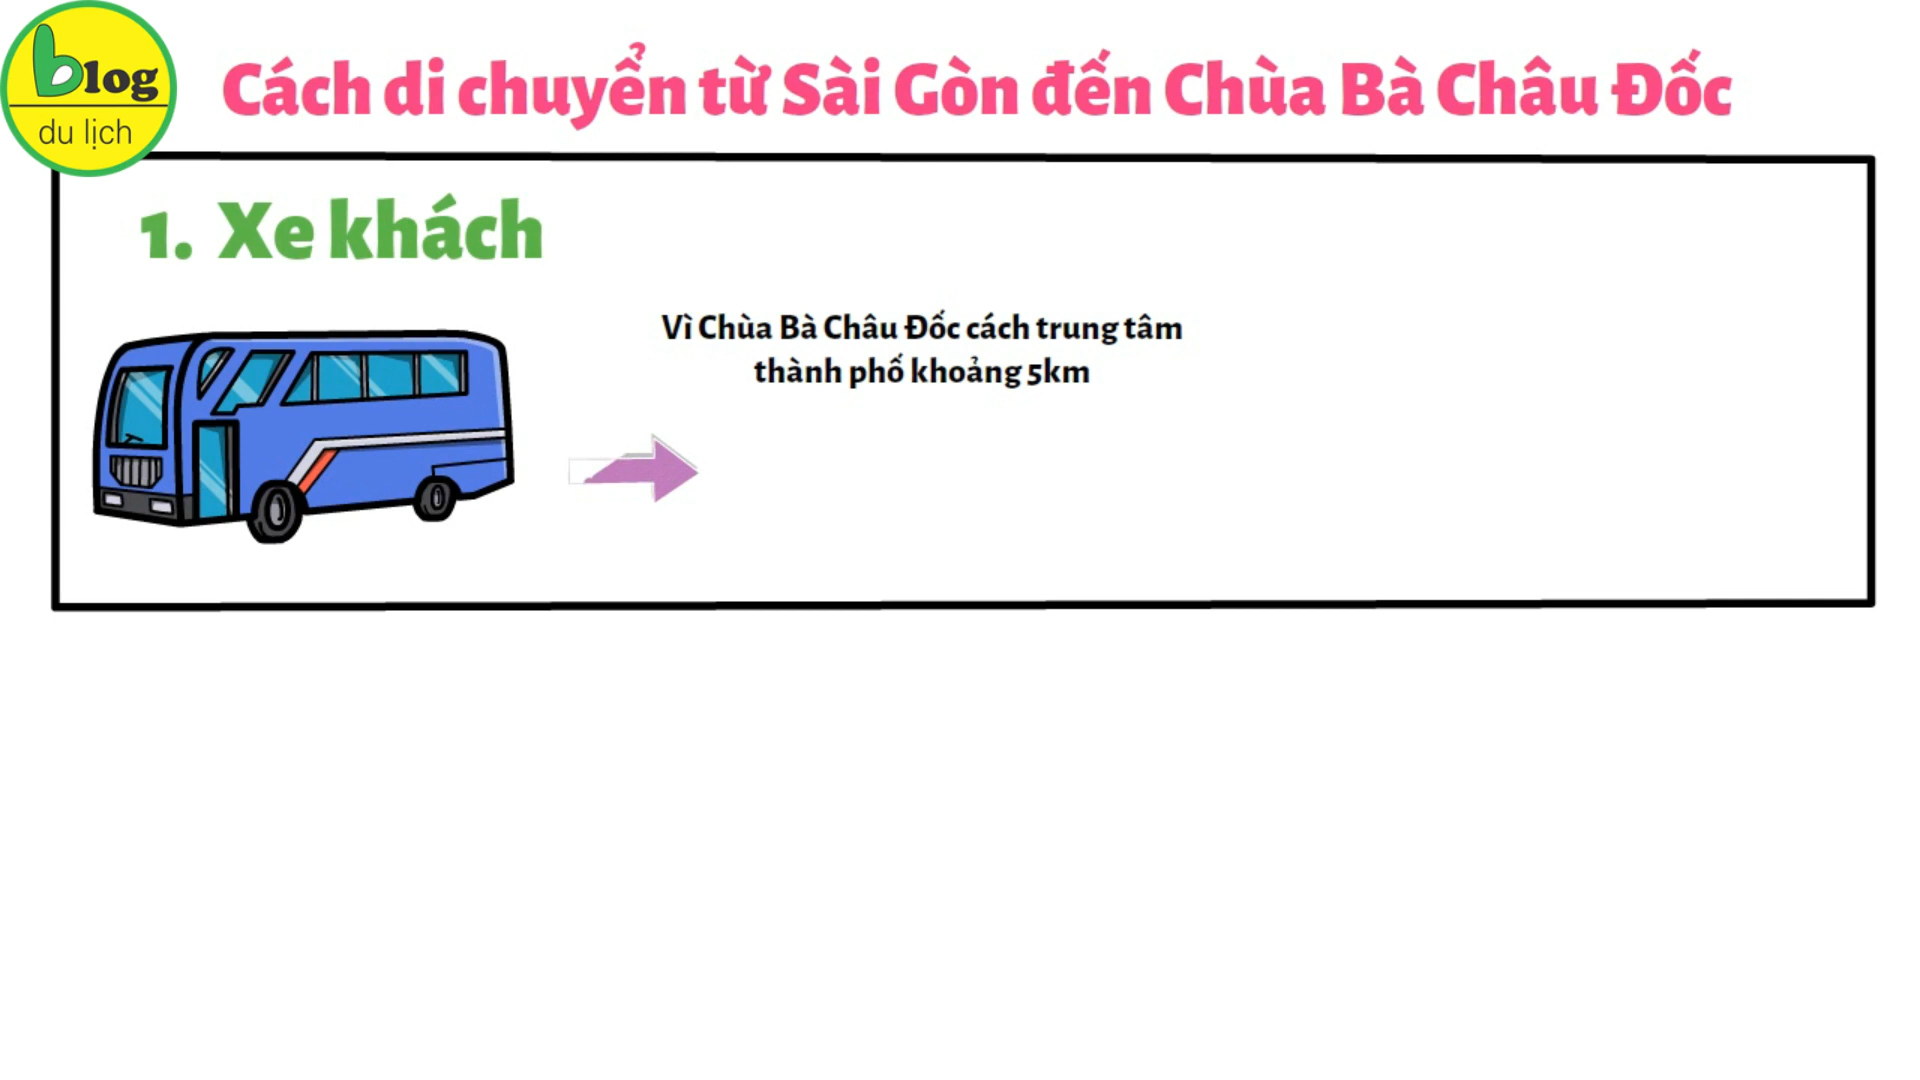 blog
du lịch
Cách di chuyển từ Sài Gòn đến Chùa Bà Châu Đốc
1. Xe khách
Vì Chùa Bà Châu Đốc cách trung tâm
thành phố khoảng 5km